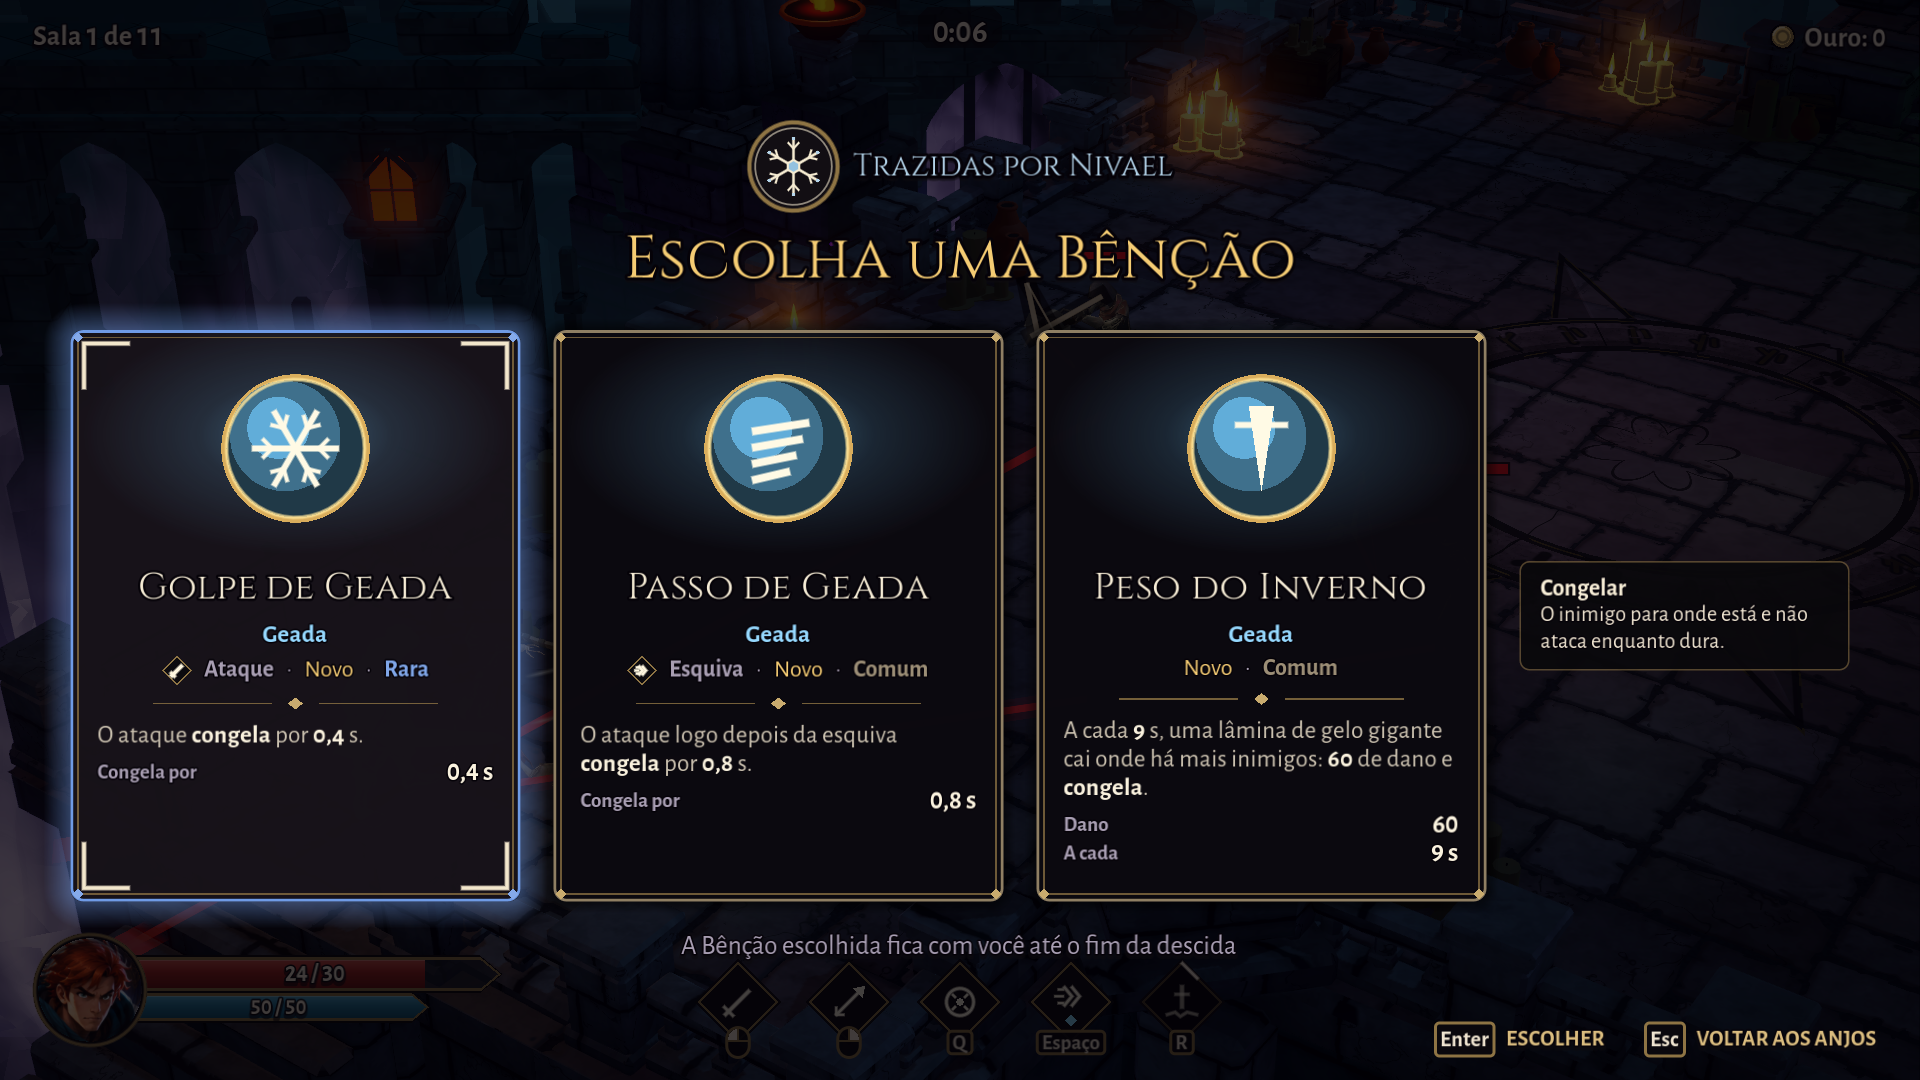 Sala 1 de 11
0:06
Ouro: 0
Trazidas por Nivael
Escolha uma Bênção
Golpe de Geada
Geada
Ataque · Novo · Rara
O ataque congela por 0,4 s.
Congela por 0,4 s
Passo de Geada
Geada
Esquiva · Novo · Comum
O ataque logo depois da esquiva
congela por 0,8 s.
Congela por 0,8 s
Peso do Inverno
Geada
Novo · Comum
A cada 9 s, uma lâmina de gelo gigante
cai onde há mais inimigos: 60 de dano e
congela.
Dano 60
A cada 9 s
Congelar
O inimigo para onde está e não
ataca enquanto dura.
A Bênção escolhida fica com você até o fim da descida
24/30
50/50
Q
Espaço
R
Enter ESCOLHER
Esc VOLTAR AOS ANJOS